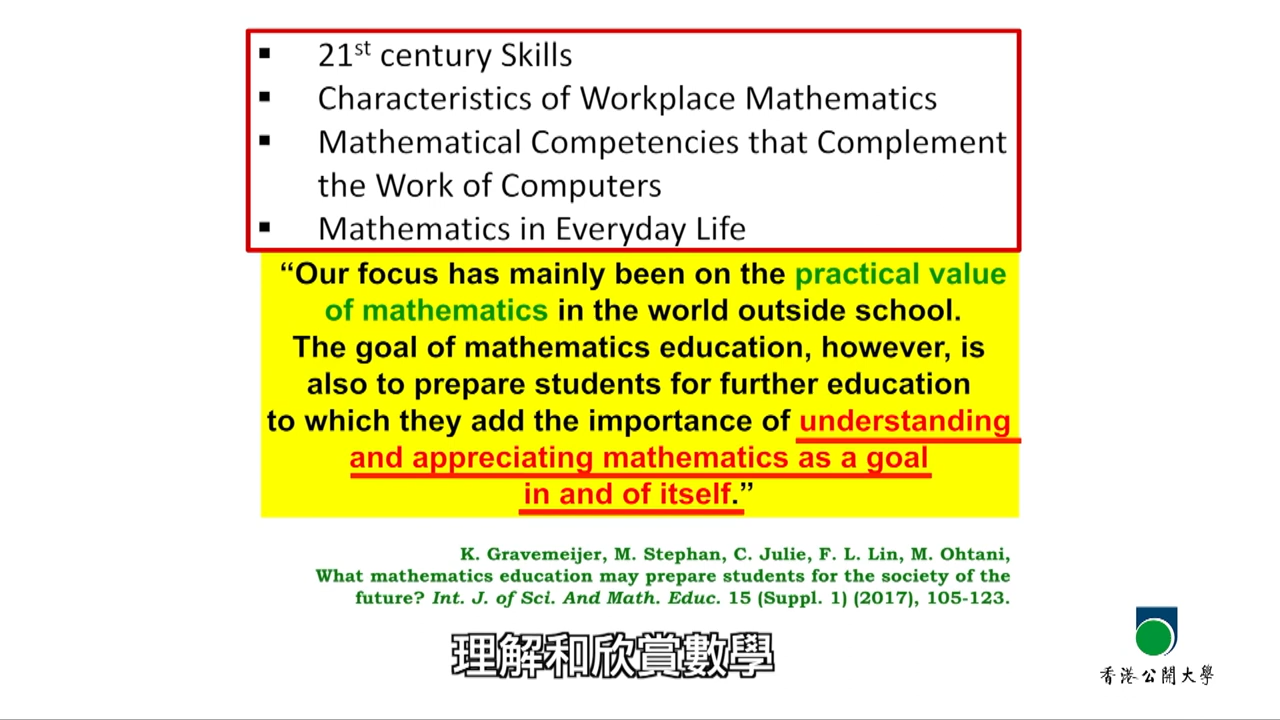 ▪ 21st century Skills
▪ Characteristics of Workplace Mathematics
▪ Mathematical Competencies that Complement
the Work of Computers
▪ Mathematics in Everyday Life
“Our focus has mainly been on the practical value
of mathematics in the world outside school.
The goal of mathematics education, however, is
also to prepare students for further education
to which they add the importance of understanding
and appreciating mathematics as a goal
in and of itself.”
K. Gravemeijer, M. Stephan, C. Julie, F. L. Lin, M. Ohtani,
What mathematics education may prepare students for the society of the
future? Int. J. of Sci. And Math. Educ. 15 (Suppl. 1) (2017), 105-123.
理解和欣賞數學
香港公開大學